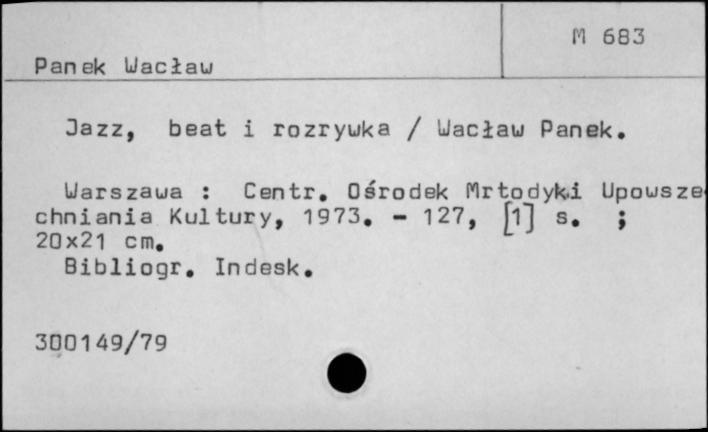 M 683
Panek Wacław
Jazz, beat i rozrywka / Wacław Panek.
Warszawa : Centr. Ośrodek Mrtodyki Upowsze-
chniania Kultury, 1973. - 127, [1] s. ;
20x21 cm.
Bibliogr. Indesk.
300149/79